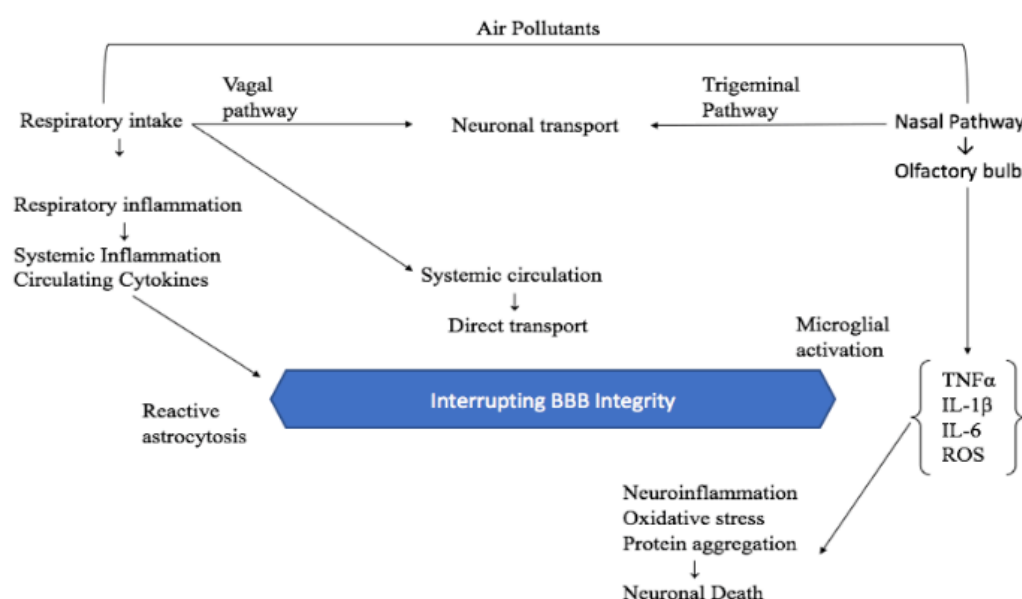 Air Pollutants
Vagal
pathway
Trigeminal
Pathway
Respiratory intake
Neuronal transport
Nasal Pathway
Olfactory bulb
Respiratory inflammation
Systemic Inflammation
Circulating Cytokines
Systemic circulation
Direct transport
Microglial
activation
Interrupting BBB Integrity
Reactive
astrocytosis
TNFα
IL-1β
IL-6
ROS
Neuroinflammation
Oxidative stress
Protein aggregation
Neuronal Death